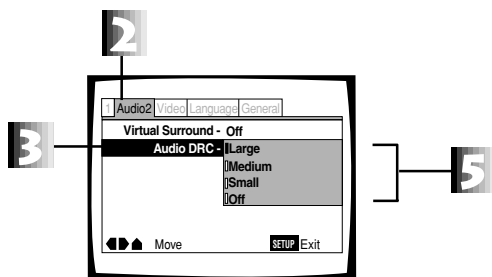 2
1 Audio2 Video Language General
Virtual Surround - Off
3
Audio DRC - Large
Medium
Small
Off
5
Move SETUP Exit